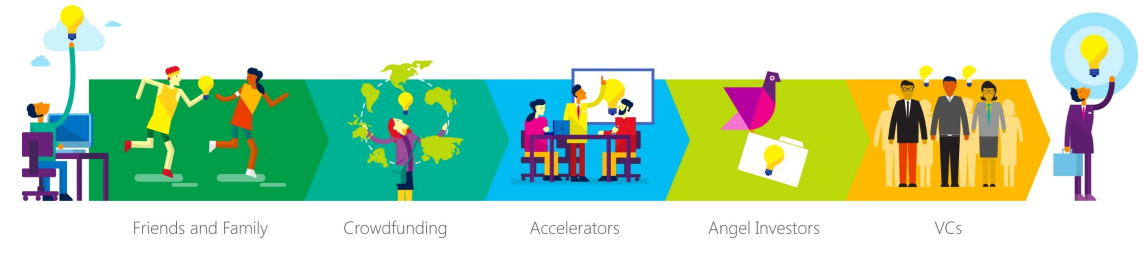 Friends and Family
Crowdfunding
Accelerators
Angel Investors
VCs